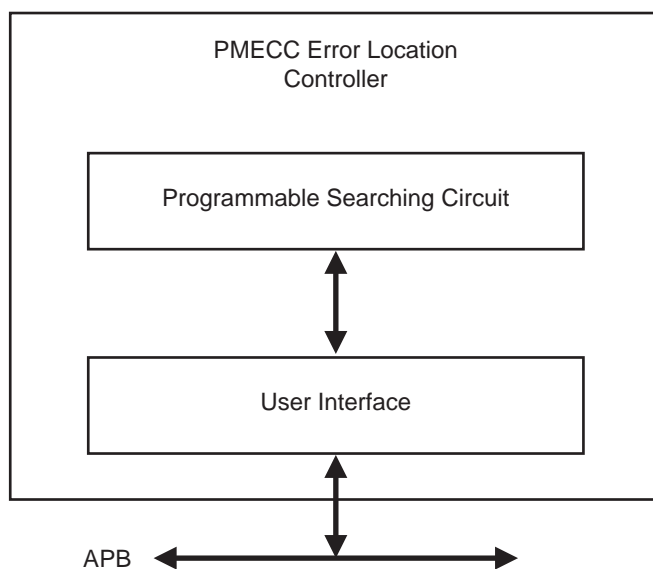 PMECC Error Location
Controller
Programmable Searching Circuit
User Interface
APB